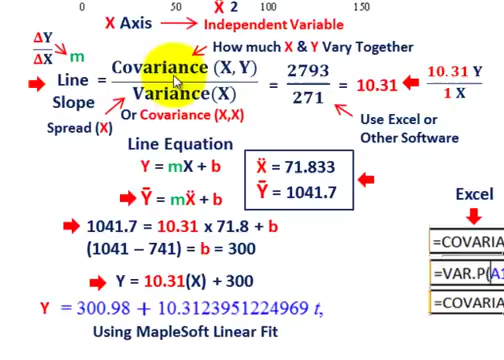 0 50 100 150
Ẍ 2
X Axis Independent Variable
ΔY
ΔX m
How much X & Y Vary Together
Line Slope = Covariance (X, Y) / Variance(X) = 2793 / 271 = 10.31 10.31 Y / 1 X
Spread (X) Or Covariance (X,X)
Use Excel or
Other Software
Line Equation
Y = mX + b
Ȳ = mẌ + b
Ẍ = 71.833
Ȳ = 1041.7
1041.7 = 10.31 x 71.8 + b
(1041 – 741) = b = 300
Y = 10.31(X) + 300
Y = 300.98 + 10.3123951224969 t,
Using MapleSoft Linear Fit
Excel
=COVARIA
=VAR.P(A1
=COVARIA